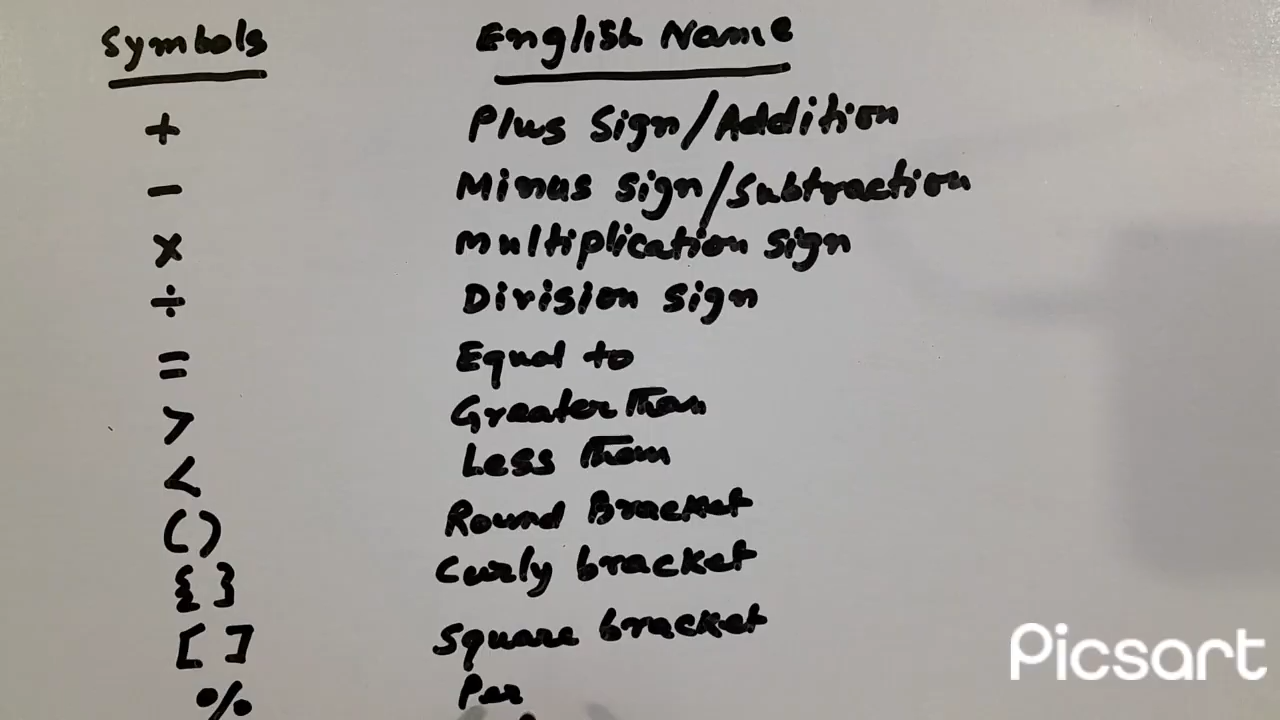 Symbols English Name
+ Plus Sign/Addition
- Minus Sign/Subtraction
× Multiplication Sign
÷ Division Sign
= Equal to
> Greater Than
< Less Than
( ) Round Bracket
{ } Curly bracket
[ ] Square bracket
% Per
Picsart